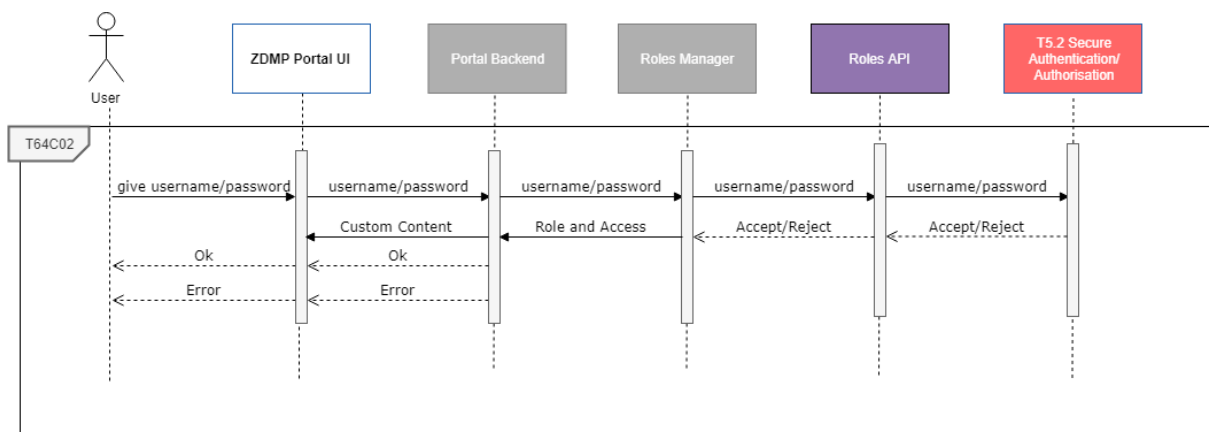 ZDMP Portal UI
Portal Backend
Roles Manager
Roles API
T5.2 Secure
Authentication/
Authorisation
User
T64C02
give username/password
username/password
username/password
username/password
username/password
Custom Content
Role and Access
Accept/Reject
Accept/Reject
Ok
Ok
Error
Error